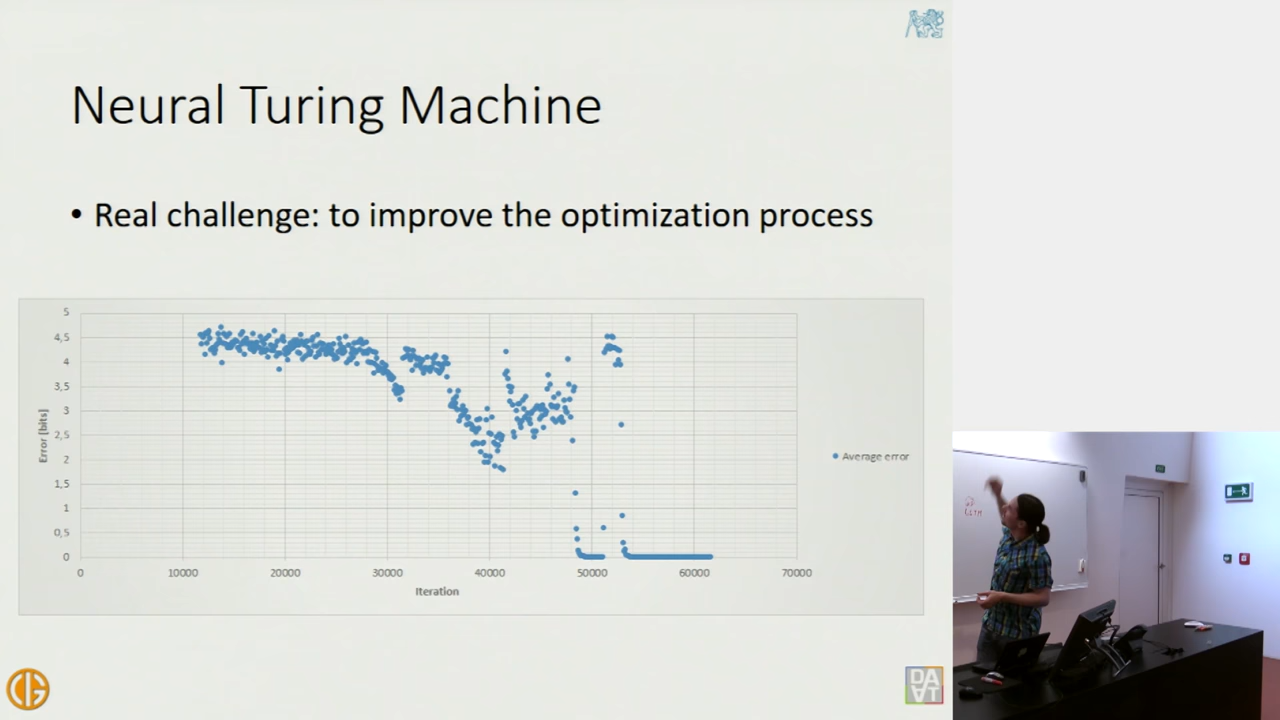 Neural Turing Machine
• Real challenge: to improve the optimization process
5
4,5
4
3,5
3
2,5
2
1,5
1
0,5
0
Error [bits]
0 10000 20000 30000 40000 50000 60000 70000
Iteration
Average error
DA
AT